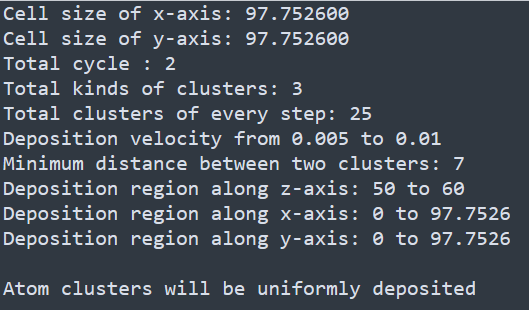 Cell size of x-axis: 97.752600
Cell size of y-axis: 97.752600
Total cycle : 2
Total kinds of clusters: 3
Total clusters of every step: 25
Deposition velocity from 0.005 to 0.01
Minimum distance between two clusters: 7
Deposition region along z-axis: 50 to 60
Deposition region along x-axis: 0 to 97.7526
Deposition region along y-axis: 0 to 97.7526
Atom clusters will be uniformly deposited